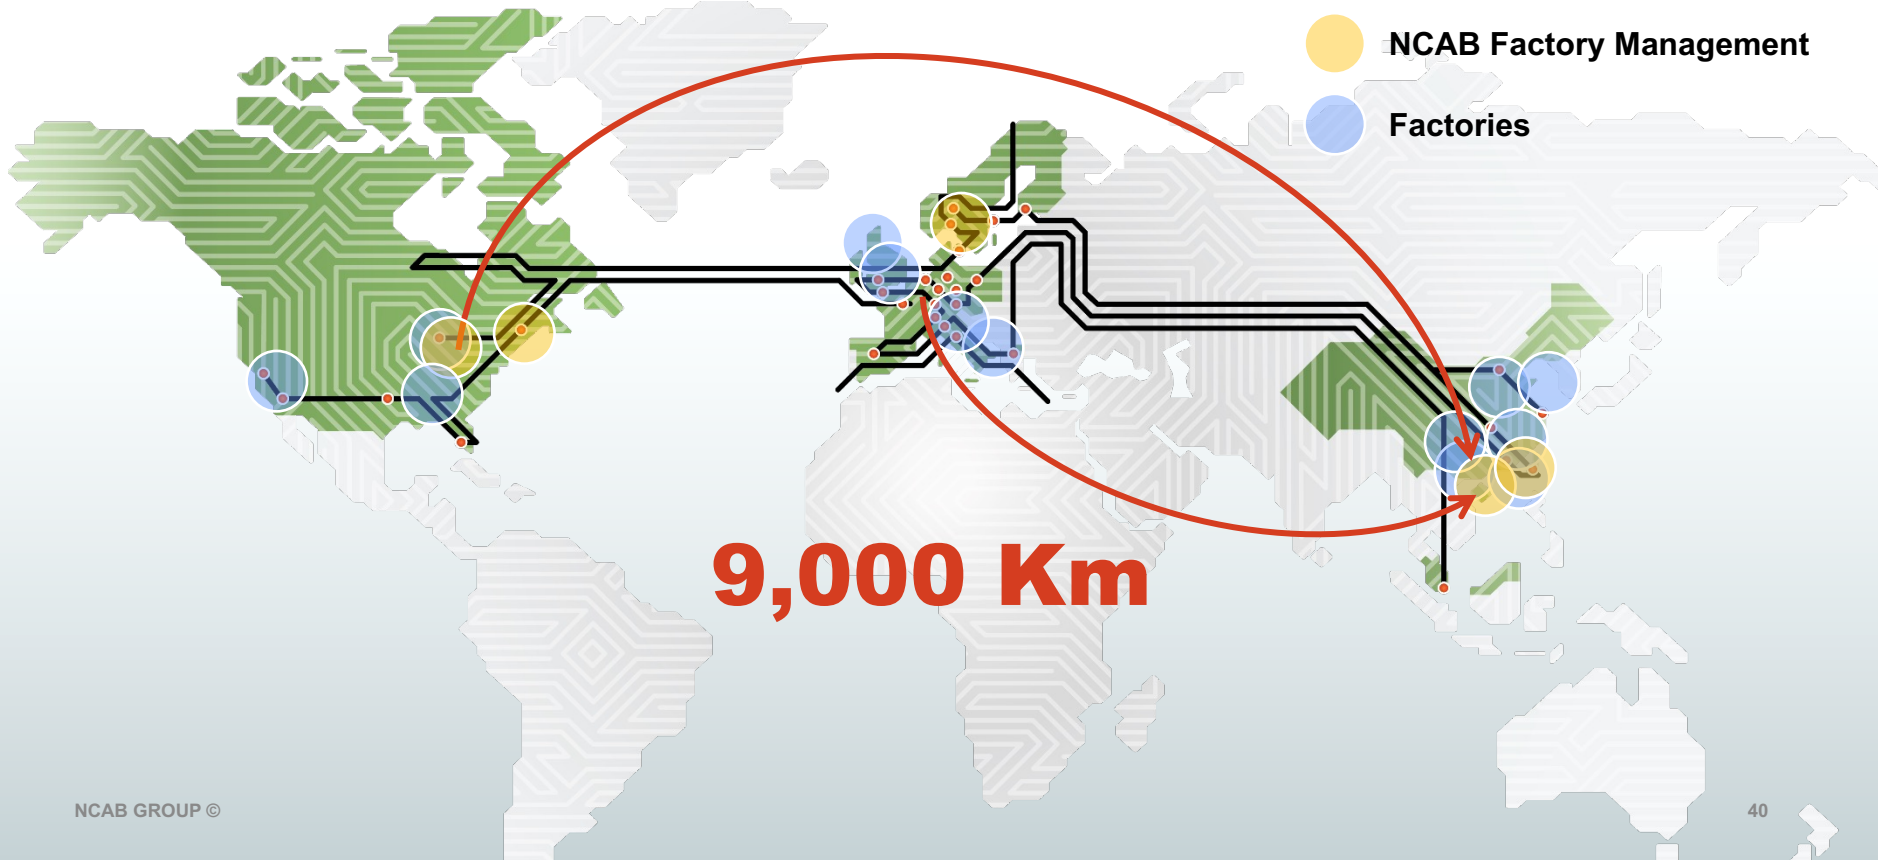 NCAB Factory Management
Factories
9,000 Km
NCAB GROUP ©
40